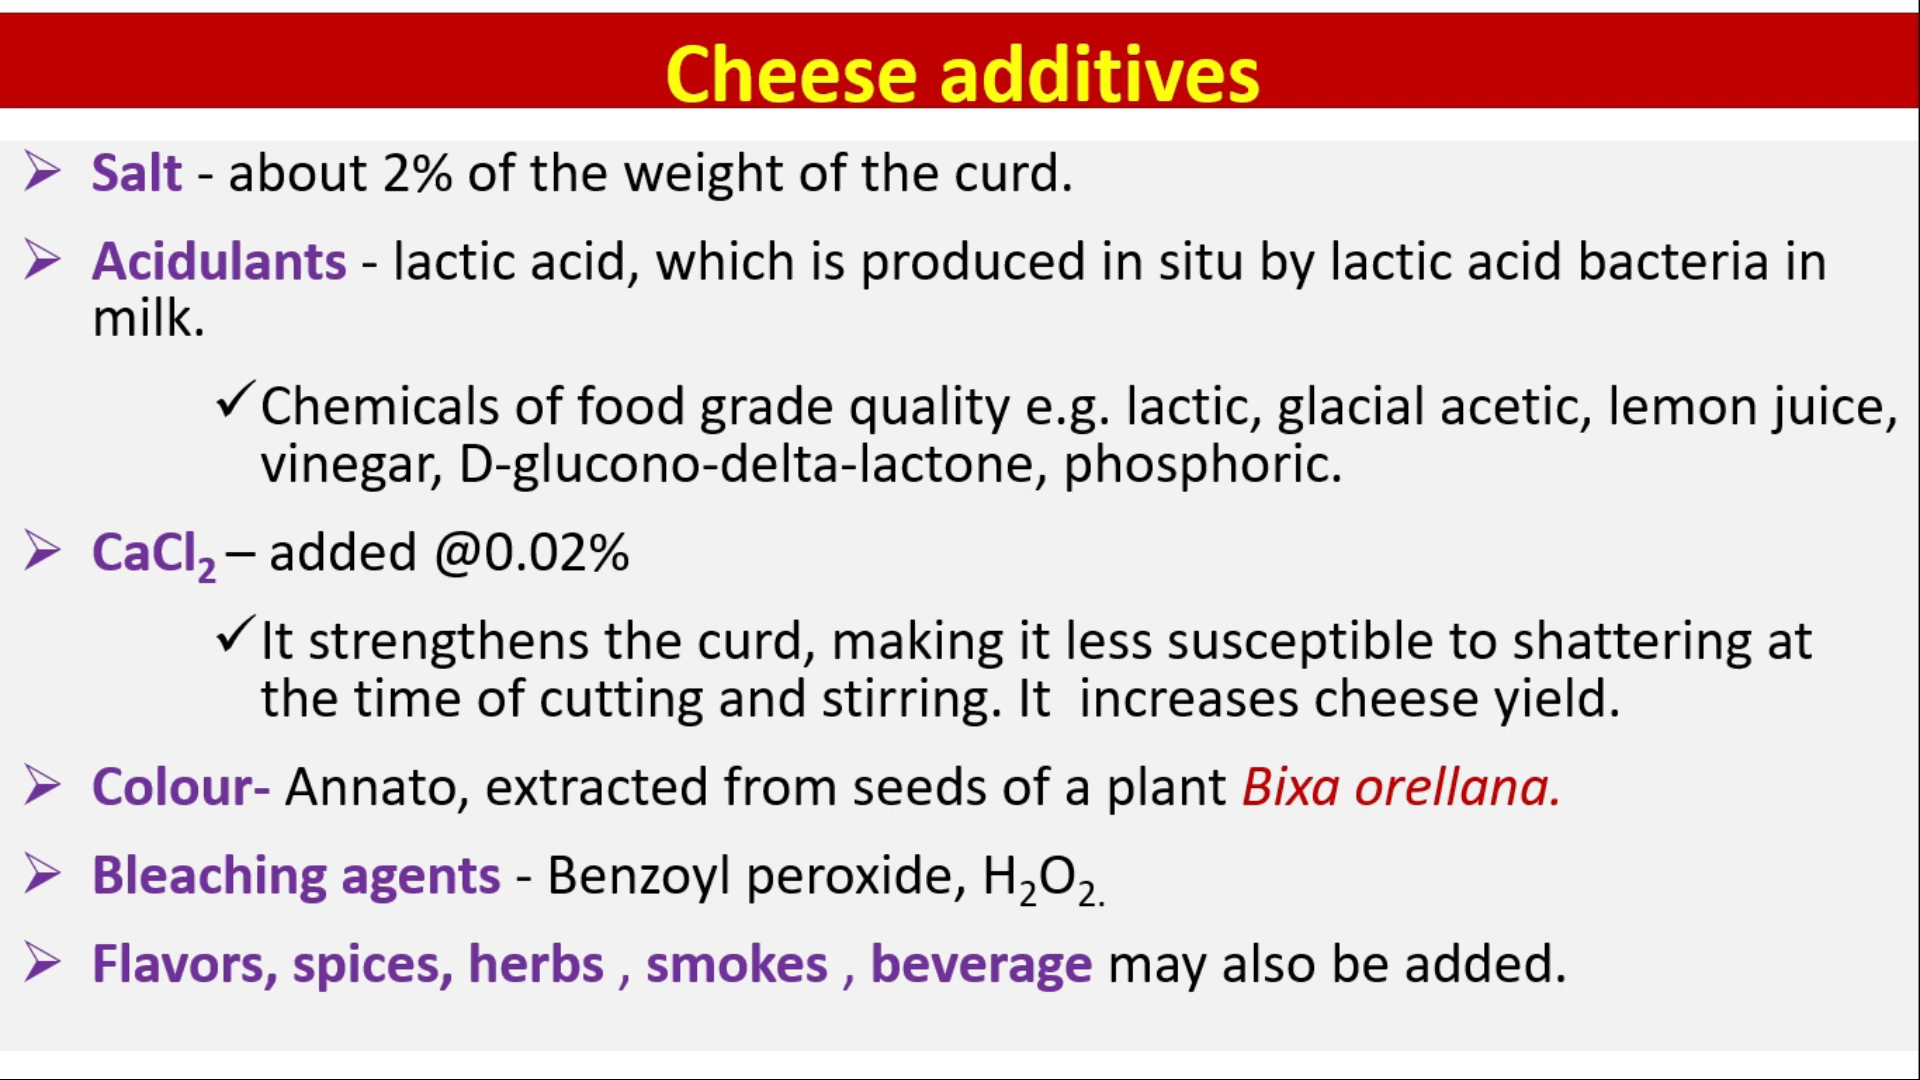 Cheese additives
➢ Salt - about 2% of the weight of the curd.
➢ Acidulants - lactic acid, which is produced in situ by lactic acid bacteria in
milk.
✓Chemicals of food grade quality e.g. lactic, glacial acetic, lemon juice,
vinegar, D-glucono-delta-lactone, phosphoric.
➢ CaCl₂ – added @0.02%
✓It strengthens the curd, making it less susceptible to shattering at
the time of cutting and stirring. It  increases cheese yield.
➢ Colour- Annato, extracted from seeds of a plant Bixa orellana.
➢ Bleaching agents - Benzoyl peroxide, H₂O₂.
➢ Flavors, spices, herbs , smokes , beverage may also be added.